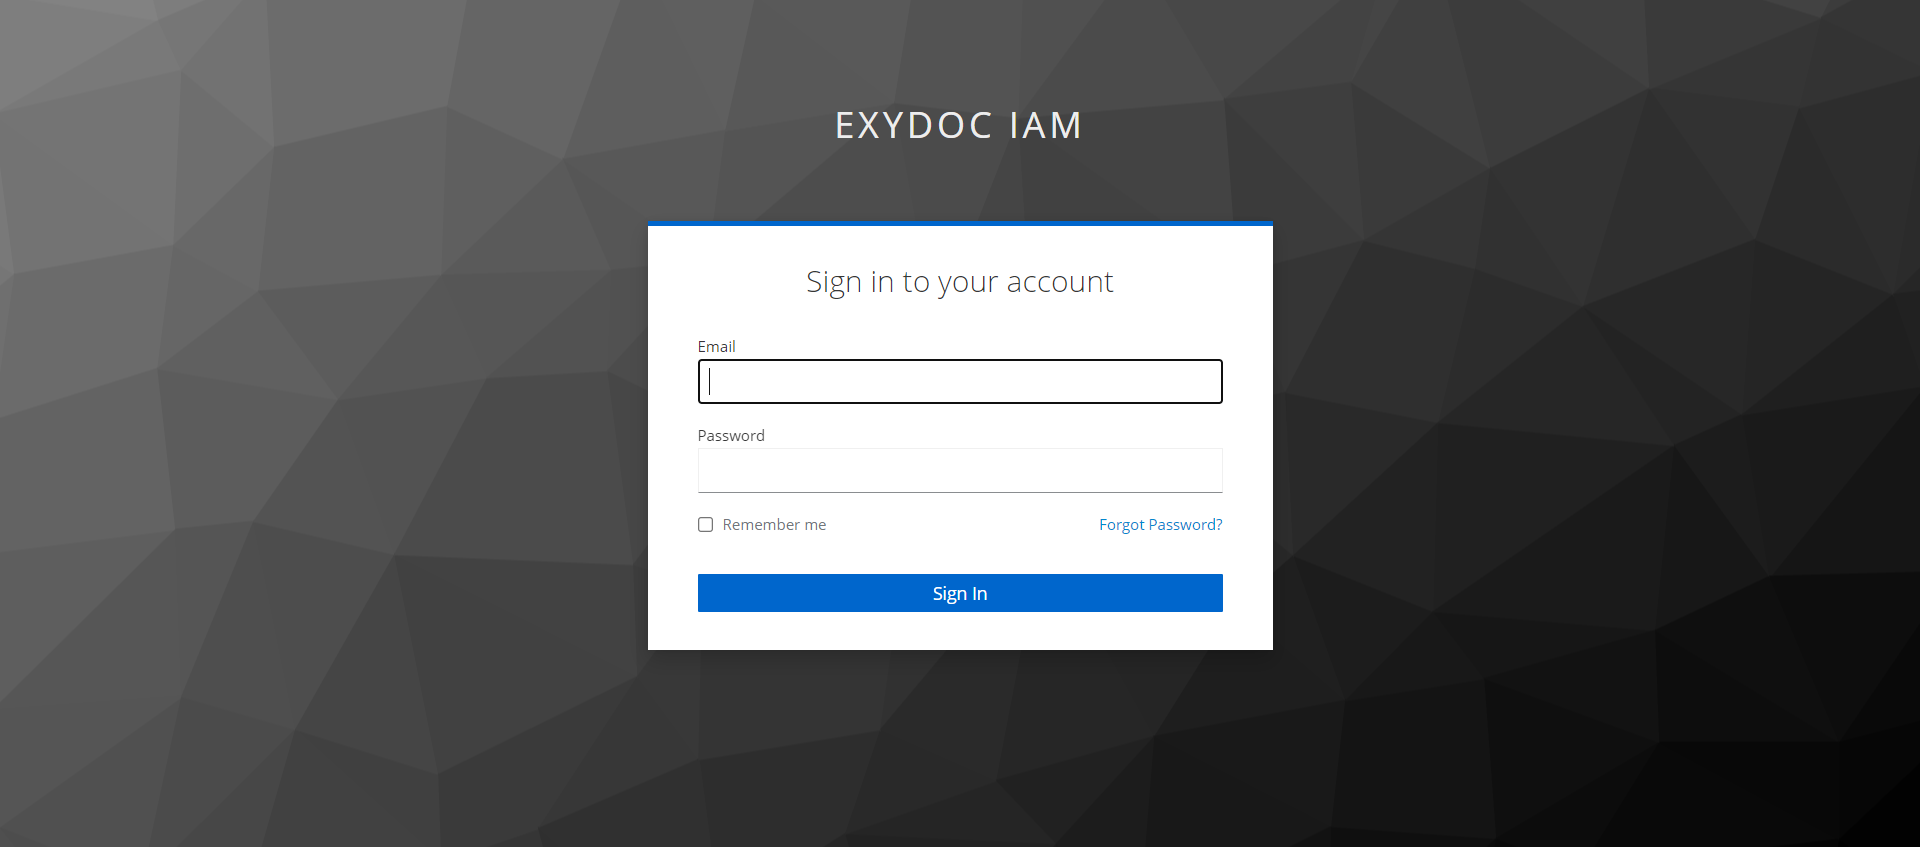 EXYDOC IAM
Sign in to your account
Email
Password
Remember me
Forgot Password?
Sign In